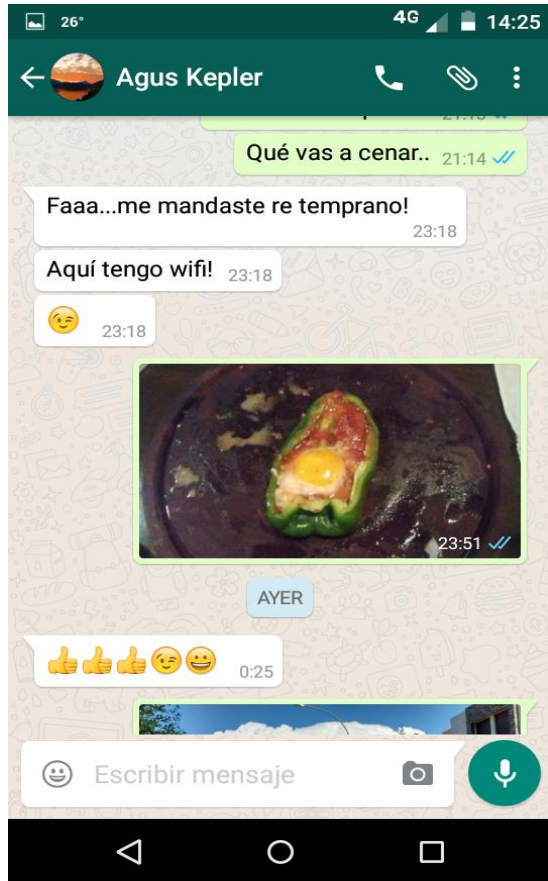 26°
4G
14:25
Agus Kepler
Qué vas a cenar.. 21:14
Faaa...me mandaste re temprano!
23:18
Aquí tengo wifi! 23:18
23:18
23:51
AYER
0:25
Escribir mensaje